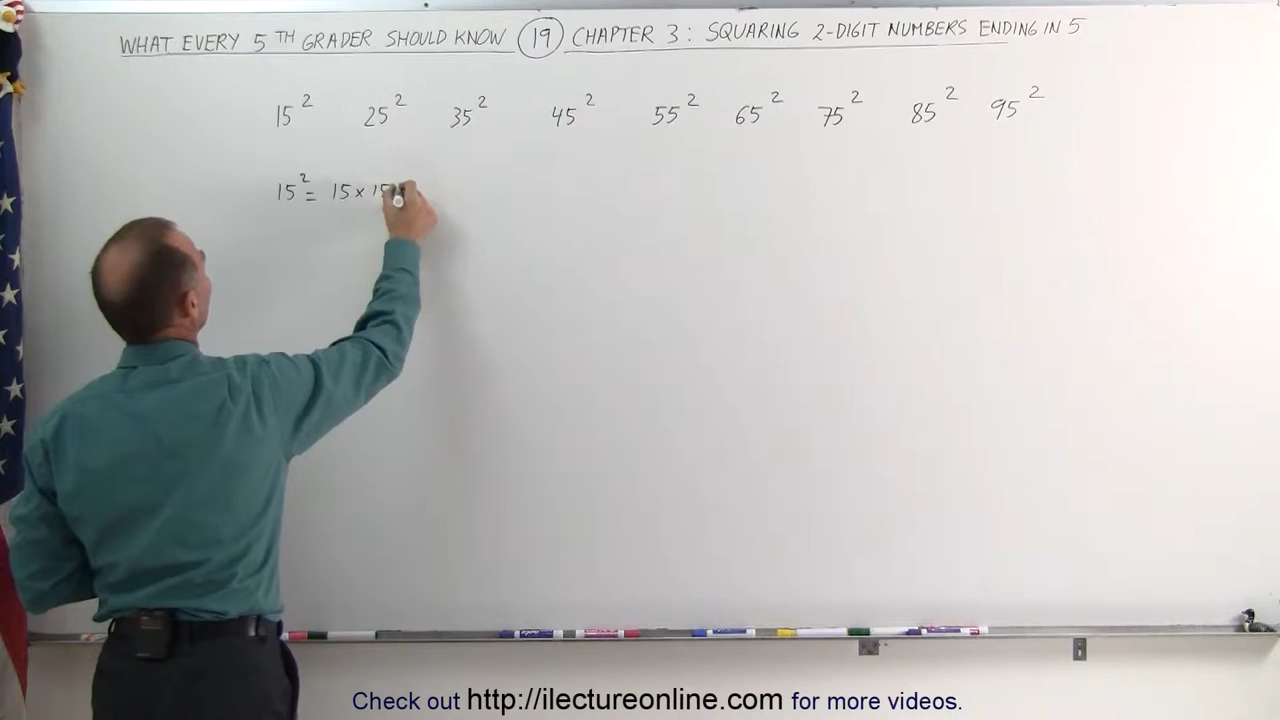 WHAT EVERY 5TH GRADER SHOULD KNOW 19 CHAPTER 3: SQUARING 2-DIGIT NUMBERS ENDING IN 5
15² 25² 35² 45² 55² 65² 75² 85² 95²
15² = 15 × 15
Check out http://ilectureonline.com for more videos.